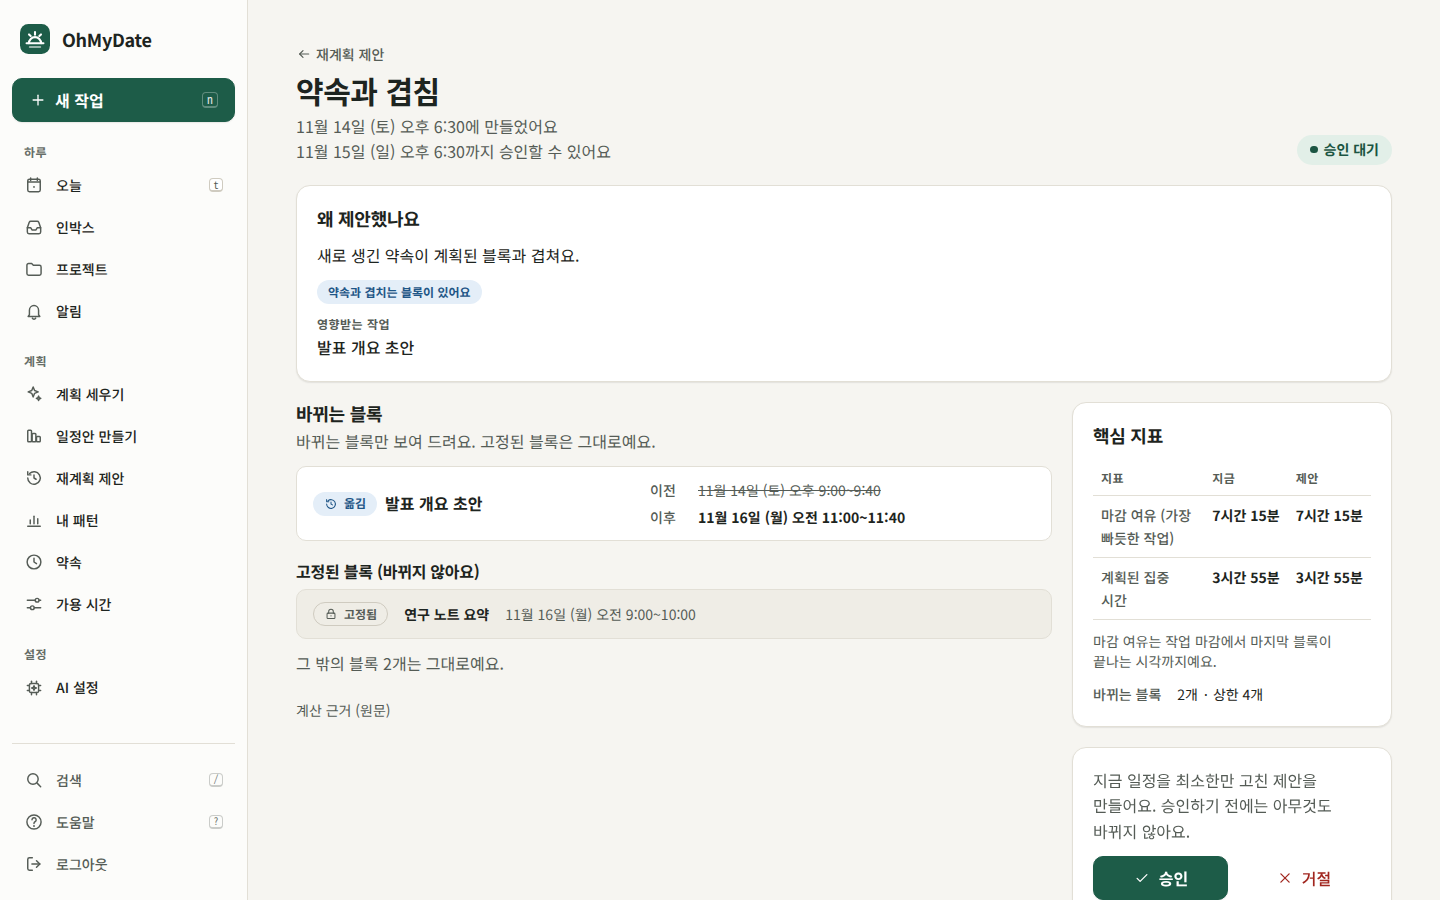 OhMyDate
새 작업 n
하루
오늘 t
인박스
프로젝트
알림
계획
계획 세우기
일정안 만들기
재계획 제안
내 패턴
약속
가용 시간
설정
AI 설정
검색 /
도움말 ?
로그아웃
← 재계획 제안
약속과 겹침
11월 14일 (토) 오후 6:30에 만들었어요
11월 15일 (일) 오후 6:30까지 승인할 수 있어요
승인 대기
왜 제안했나요
새로 생긴 약속이 계획된 블록과 겹쳐요.
약속과 겹치는 블록이 있어요
영향받는 작업
발표 개요 초안
바뀌는 블록
바뀌는 블록만 보여 드려요. 고정된 블록은 그대로예요.
옮김 발표 개요 초안
이전 11월 14일 (토) 오후 9:00~9:40
이후 11월 16일 (월) 오전 11:00~11:40
고정된 블록 (바뀌지 않아요)
고정됨 연구 노트 요약 11월 16일 (월) 오전 9:00~10:00
그 밖의 블록 2개는 그대로예요.
계산 근거 (원문)
핵심 지표
지표 지금 제안
마감 여유 (가장 7시간 15분 7시간 15분
빠듯한 작업)
계획된 집중 3시간 55분 3시간 55분
시간
마감 여유는 작업 마감에서 마지막 블록이
끝나는 시각까지예요.
바뀌는 블록 2개 · 상한 4개
지금 일정을 최소한만 고친 제안을
만들어요. 승인하기 전에는 아무것도
바뀌지 않아요.
승인 거절